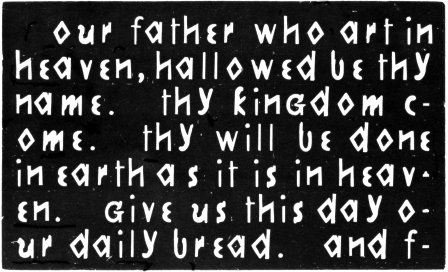 our father who art in
heaven, hallowed be thy
name. thy kinGdom c-
ome. thy will be done
in earth as it is in heav-
en. Give us this day o-
ur daily bread. and f-